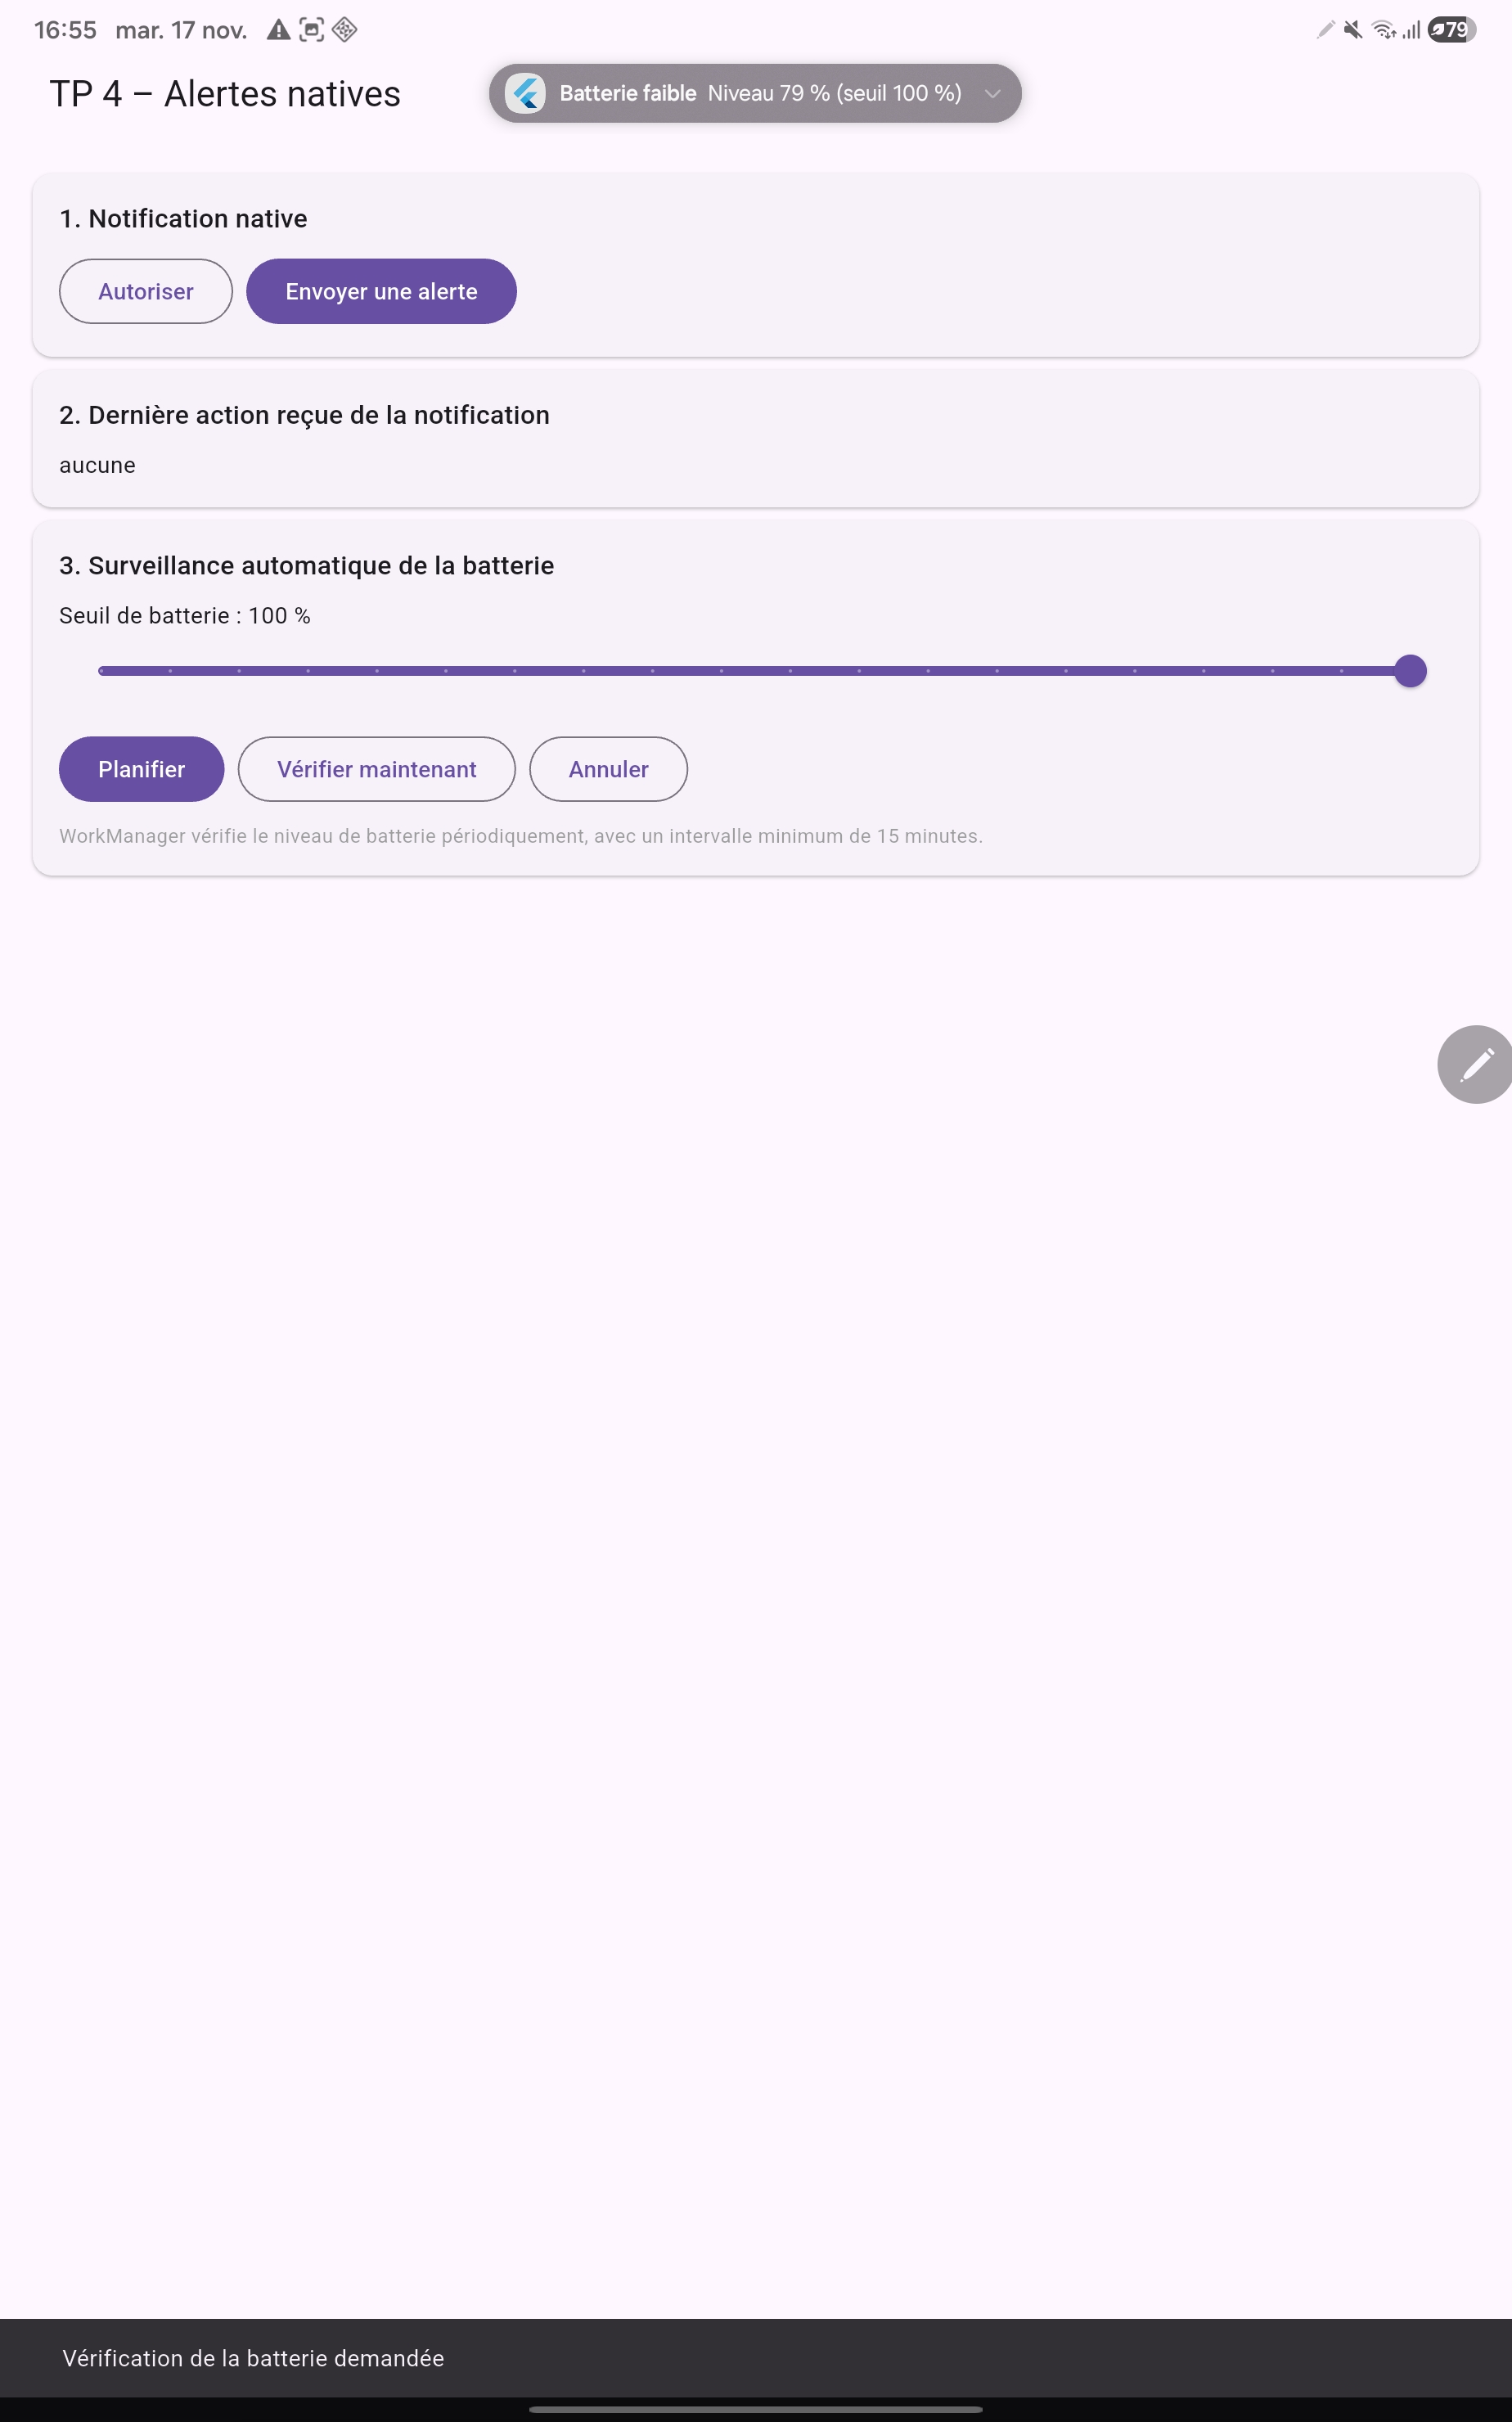 16:55 mar. 17 nov.
79
TP 4 – Alertes natives
Batterie faible Niveau 79 % (seuil 100 %)
1. Notification native
Autoriser
Envoyer une alerte
2. Dernière action reçue de la notification
aucune
3. Surveillance automatique de la batterie
Seuil de batterie : 100 %
Planifier
Vérifier maintenant
Annuler
WorkManager vérifie le niveau de batterie périodiquement, avec un intervalle minimum de 15 minutes.
Vérification de la batterie demandée